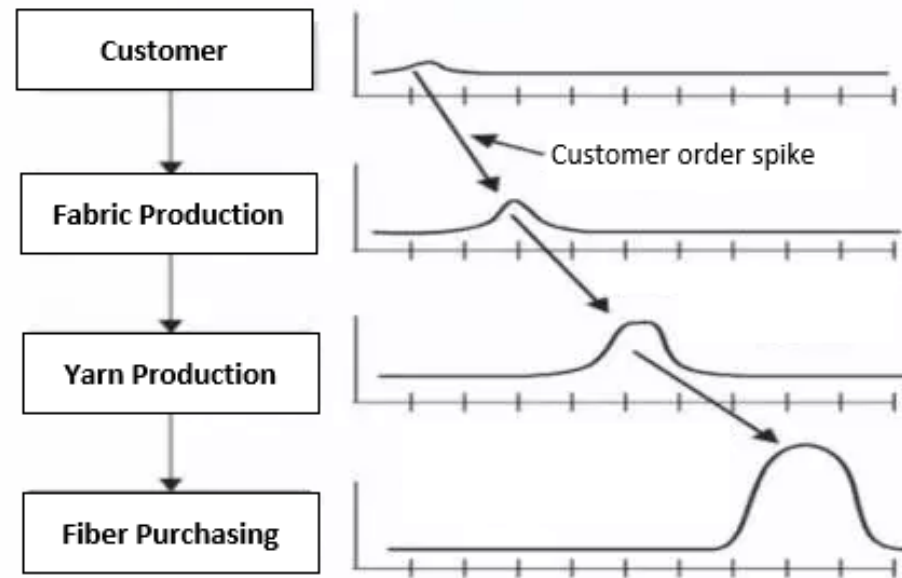 Customer
Customer order spike
Fabric Production
Yarn Production
Fiber Purchasing